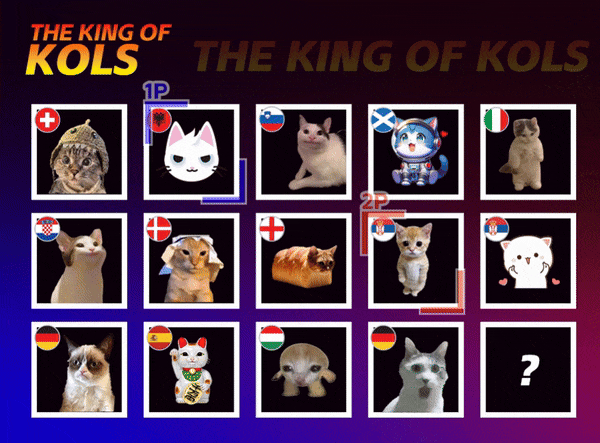 THE KING OF
KOLS
THE KING OF KOLS
1P
2P
?